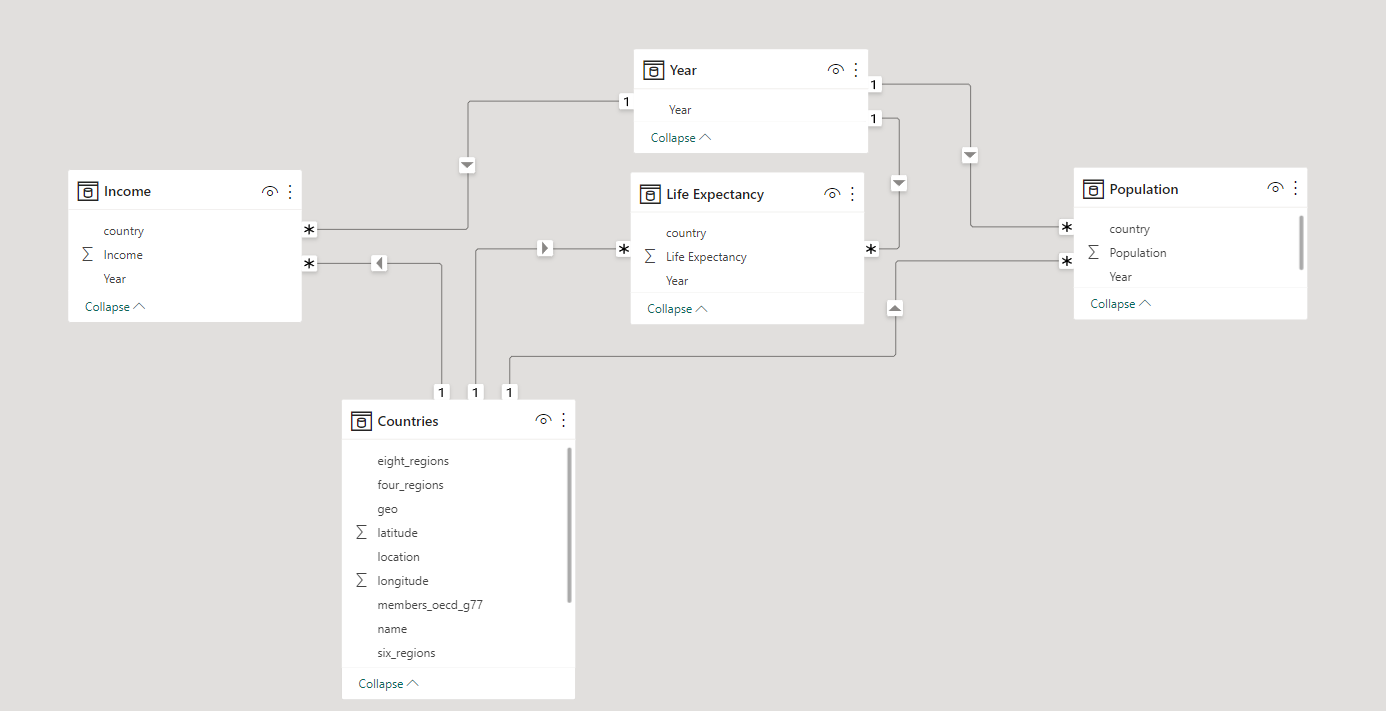 Year
1
1
1
Year
Collapse
Income
country
Σ Income
Year
Collapse
*
*
Life Expectancy
country
Σ Life Expectancy
Year
Collapse
*
*
Population
country
Σ Population
Year
Collapse
*
*
1
1
1
Countries
eight_regions
four_regions
geo
Σ latitude
location
Σ longitude
members_oecd_g77
name
six_regions
Collapse